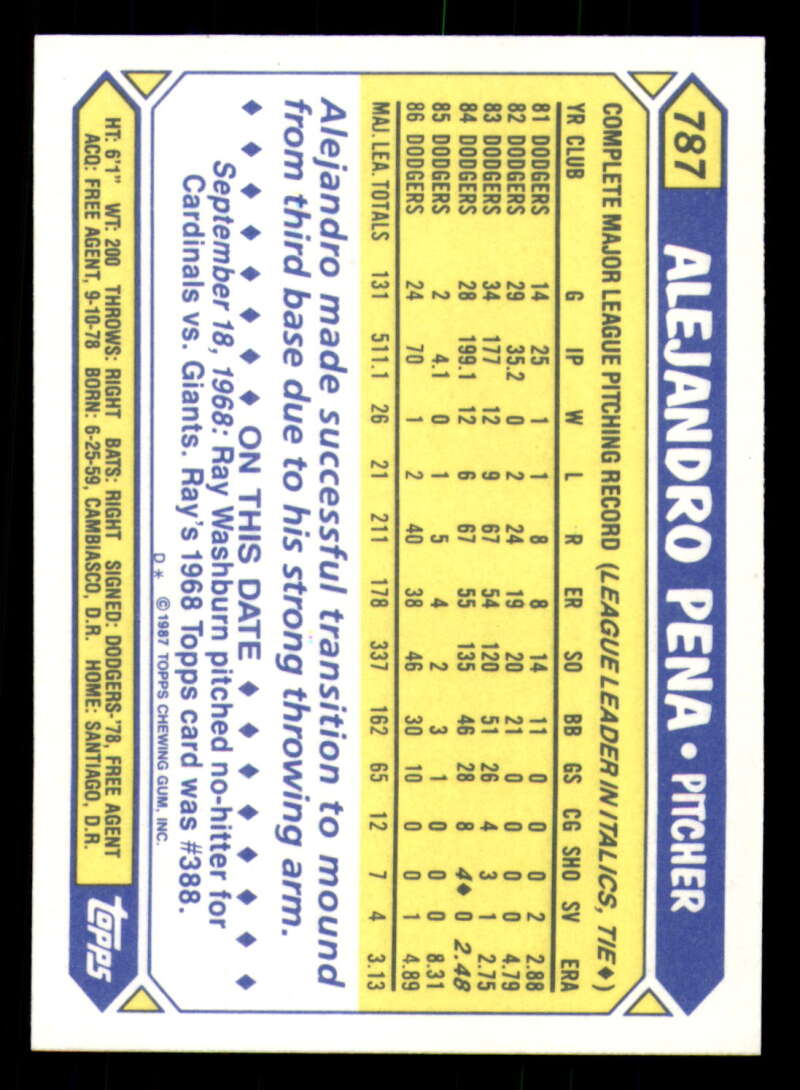 787 ALEJANDRO PENA • PITCHER
COMPLETE MAJOR LEAGUE PITCHING RECORD (LEAGUE LEADER IN ITALICS, TIE♦)
YR CLUB G IP W L R ER SO BB GS CG SHO SV ERA
81 DODGERS 14 25 1 1 8 8 14 11 0 0 0 2 2.88
82 DODGERS 29 35.2 0 2 24 19 20 21 0 0 0 0 4.79
83 DODGERS 34 177 12 9 67 54 120 51 26 4 3 1 2.75
84 DODGERS 28 199.1 12 6 67 55 135 46 28 8 4♦ 0 2.48
85 DODGERS 2 4.1 0 1 5 4 2 3 1 0 0 0 8.31
86 DODGERS 24 70 1 2 40 38 46 30 10 0 0 1 4.89
MAJ. LEA. TOTALS 131 511.1 26 21 211 178 337 162 65 12 7 4 3.13
Alejandro made successful transition to mound
from third base due to his strong throwing arm.
♦ ♦ ♦ ♦ ♦ ♦ ♦ ♦ ON THIS DATE ♦ ♦ ♦ ♦ ♦ ♦ ♦ ♦
September 18, 1968: Ray Washburn pitched no-hitter for
Cardinals vs. Giants. Ray's 1968 Topps card was #388.
D* ©1987 TOPPS CHEWING GUM, INC.
HT: 6'1" WT: 200 THROWS: RIGHT BATS: RIGHT SIGNED: DODGERS-'78, FREE AGENT
ACQ: FREE AGENT, 9-10-78 BORN: 6-25-59, CAMBIASCO, D.R. HOME: SANTIAGO, D.R.
TOPPS